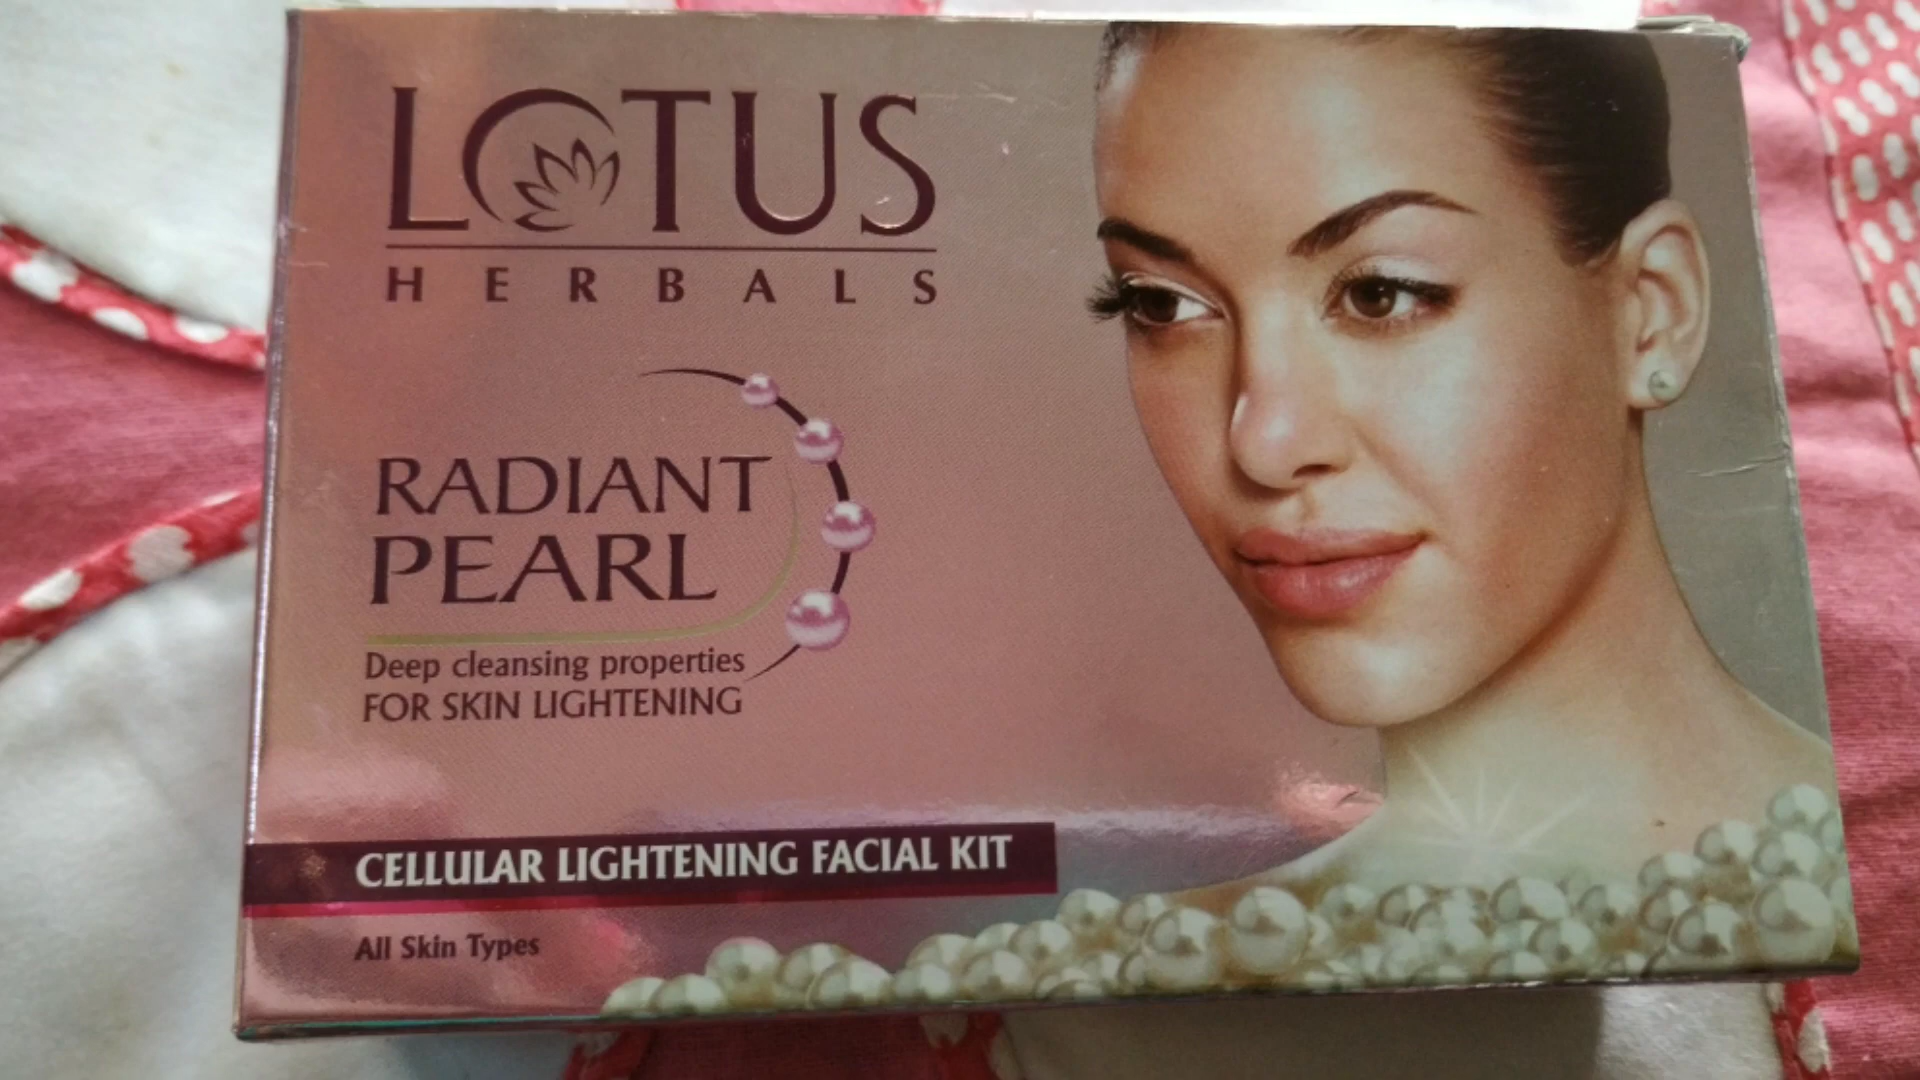 LOTUS
HERBALS
RADIANT
PEARL
Deep cleansing properties
FOR SKIN LIGHTENING
CELLULAR LIGHTENING FACIAL KIT
All Skin Types